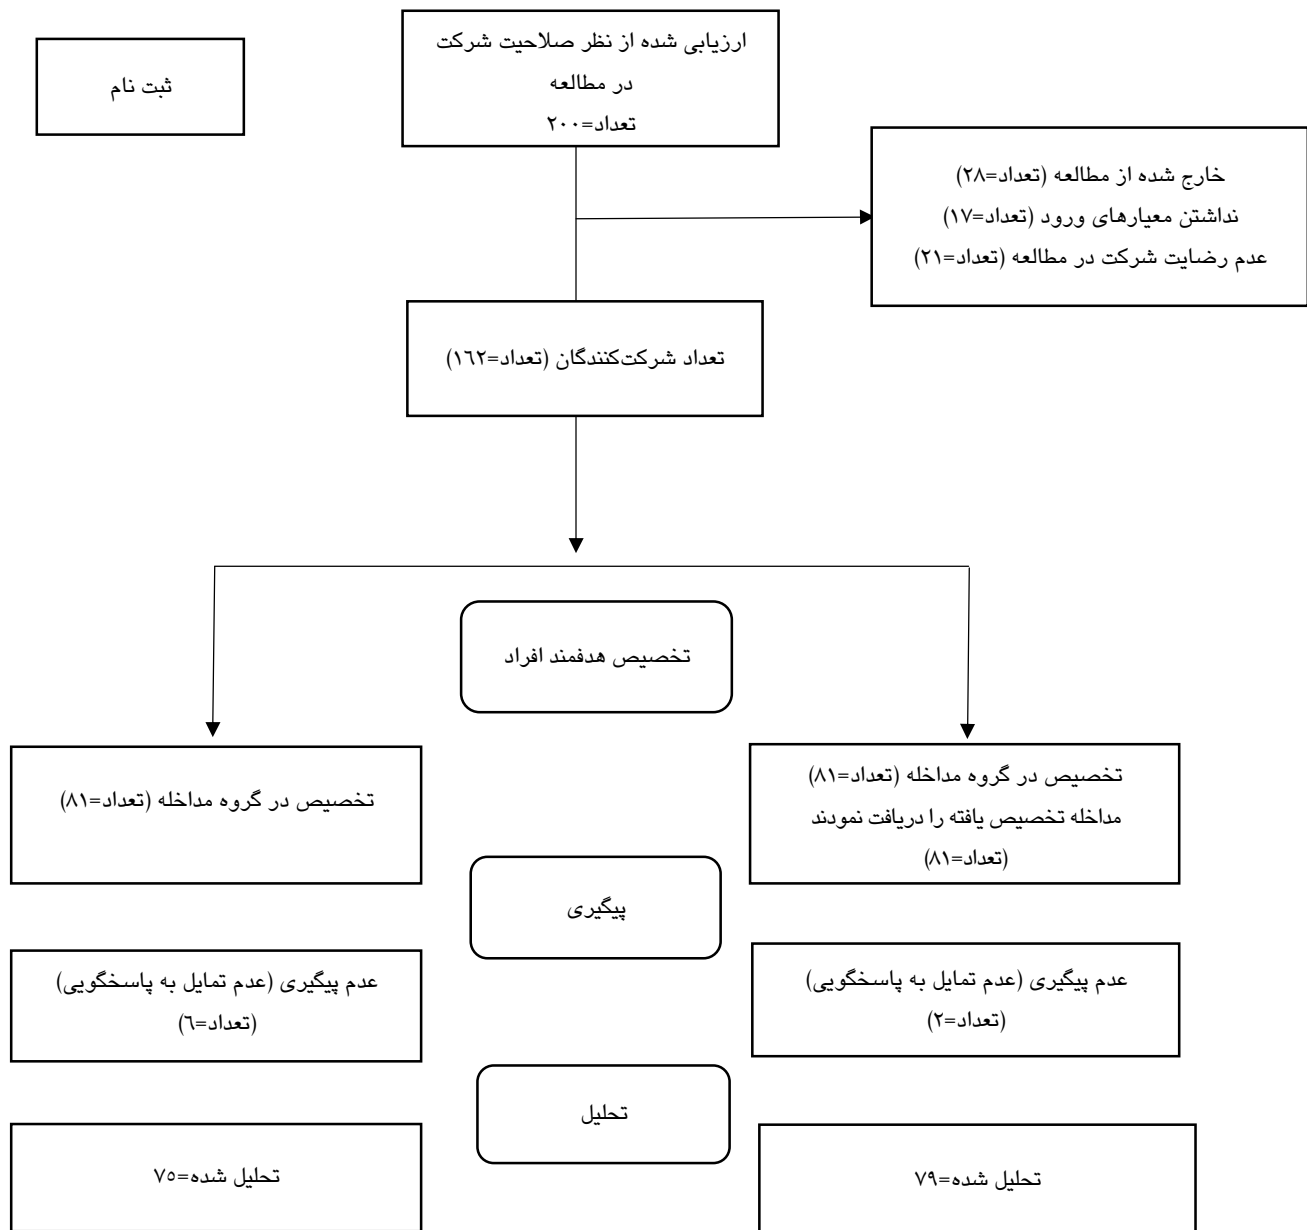 ثبت نام
ارزیابی شده از نظر صلاحیت شرکت
در مطالعه
تعداد=۲۰۰
خارج شده از مطالعه (تعداد=۲۸)
نداشتن معیارهای ورود (تعداد=۱۷)
عدم رضایت شرکت در مطالعه (تعداد=۲۱)
تعداد شرکت‌کنندگان (تعداد=۱٦۲)
تخصیص هدفمند افراد
تخصیص در گروه مداخله (تعداد=۸۱)
مداخله تخصیص یافته را دریافت نمودند
(تعداد=۸۱)
تخصیص در گروه مداخله (تعداد=۸۱)
پیگیری
عدم پیگیری (عدم تمایل به پاسخگویی)
(تعداد=۲)
عدم پیگیری (عدم تمایل به پاسخگویی)
(تعداد=٦)
تحلیل
تحلیل شده=۷۹
تحلیل شده=۷٥